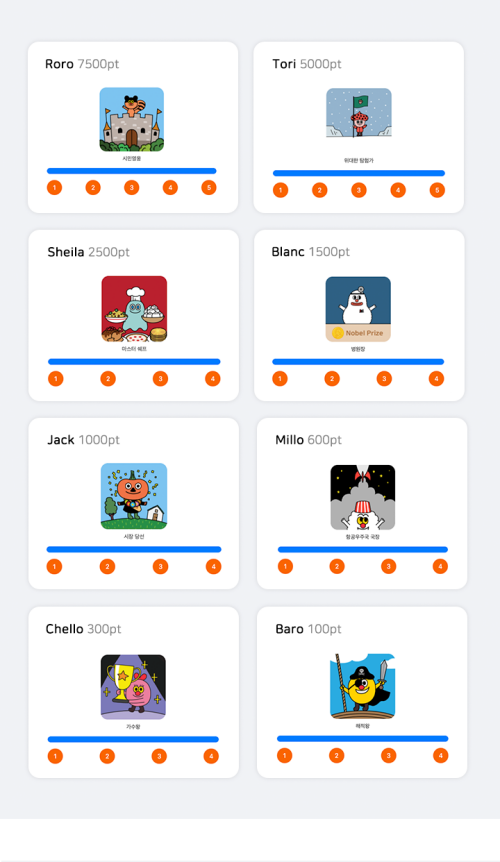 Roro 7500pt
시민영웅
1 2 3 4 5
Tori 5000pt
위대한 탐험가
1 2 3 4 5
Sheila 2500pt
마스터 쉐프
1 2 3 4
Blanc 1500pt
Nobel Prize
병원장
1 2 3 4
Jack 1000pt
시장 당선
1 2 3 4
Millo 600pt
항공우주국 국장
1 2 3 4
Chello 300pt
가수왕
1 2 3 4
Baro 100pt
해적왕
1 2 3 4